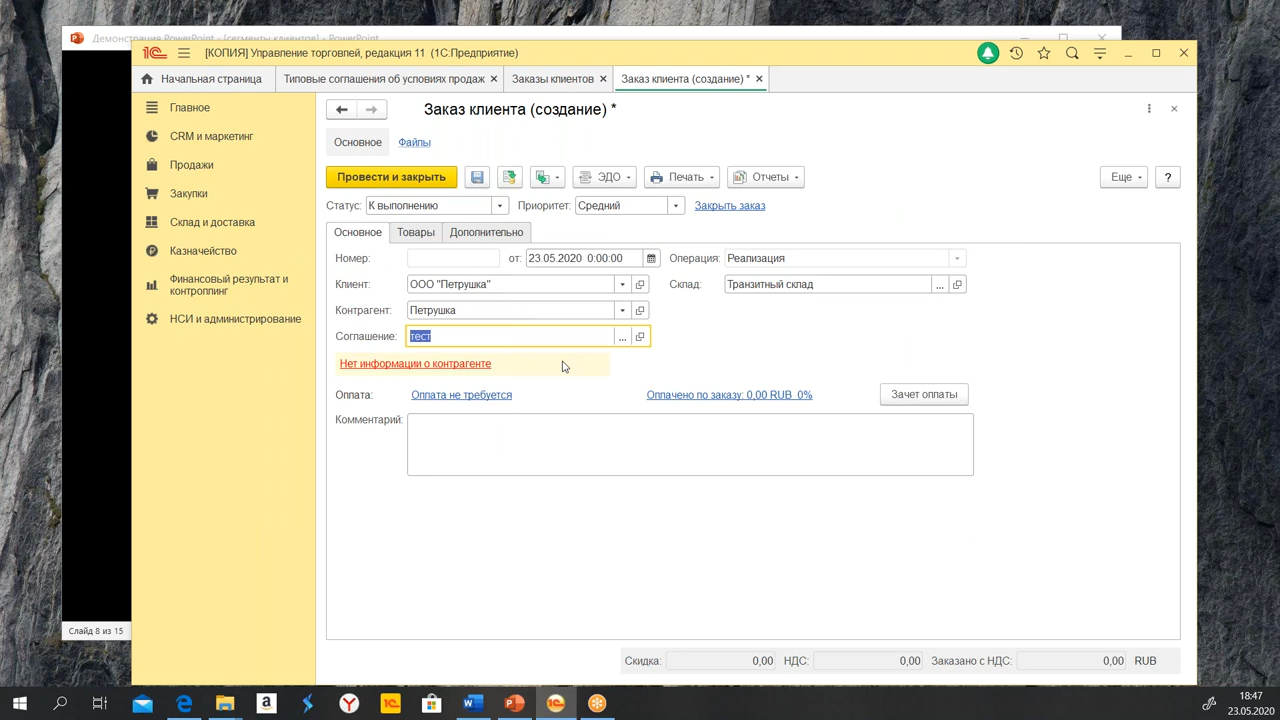 Демонстрация PowerPoint - [сегменты клиентов] - PowerPoint
[КОПИЯ] Управление торговлей, редакция 11 (1С:Предприятие)
Начальная страница
Типовые соглашения об условиях продаж
Заказы клиентов
Заказ клиента (создание) *
Главное
CRM и маркетинг
Продажи
Закупки
Склад и доставка
Казначейство
Финансовый результат и
контроллинг
НСИ и администрирование
Заказ клиента (создание) *
Основное
Файлы
Провести и закрыть
ЭДО
Печать
Отчеты
Еще
?
Статус: К выполнению
Приоритет: Средний
Закрыть заказ
Основное
Товары
Дополнительно
Номер:
от: 23.05.2020 0:00:00
Операция: Реализация
Клиент: ООО "Петрушка"
Склад: Транзитный склад
Контрагент: Петрушка
Соглашение: тест
Нет информации о контрагенте
Оплата: Оплата не требуется
Оплачено по заказу: 0,00 RUB 0%
Зачет оплаты
Комментарий:
Скидка: 0,00 НДС: 0,00 Заказано с НДС: 0,00 RUB
Слайд 8 из 15
18:47
23.05.2020